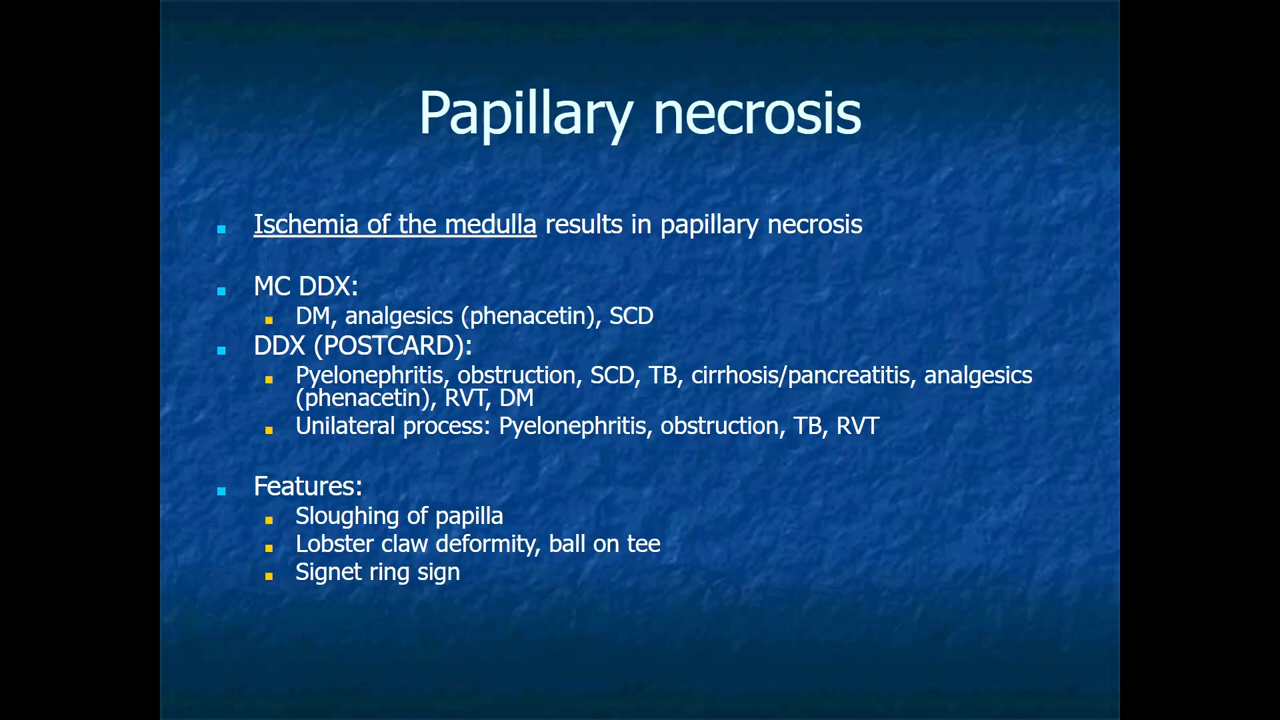 Papillary necrosis
Ischemia of the medulla results in papillary necrosis
MC DDX:
DM, analgesics (phenacetin), SCD
DDX (POSTCARD):
Pyelonephritis, obstruction, SCD, TB, cirrhosis/pancreatitis, analgesics
(phenacetin), RVT, DM
Unilateral process: Pyelonephritis, obstruction, TB, RVT
Features:
Sloughing of papilla
Lobster claw deformity, ball on tee
Signet ring sign